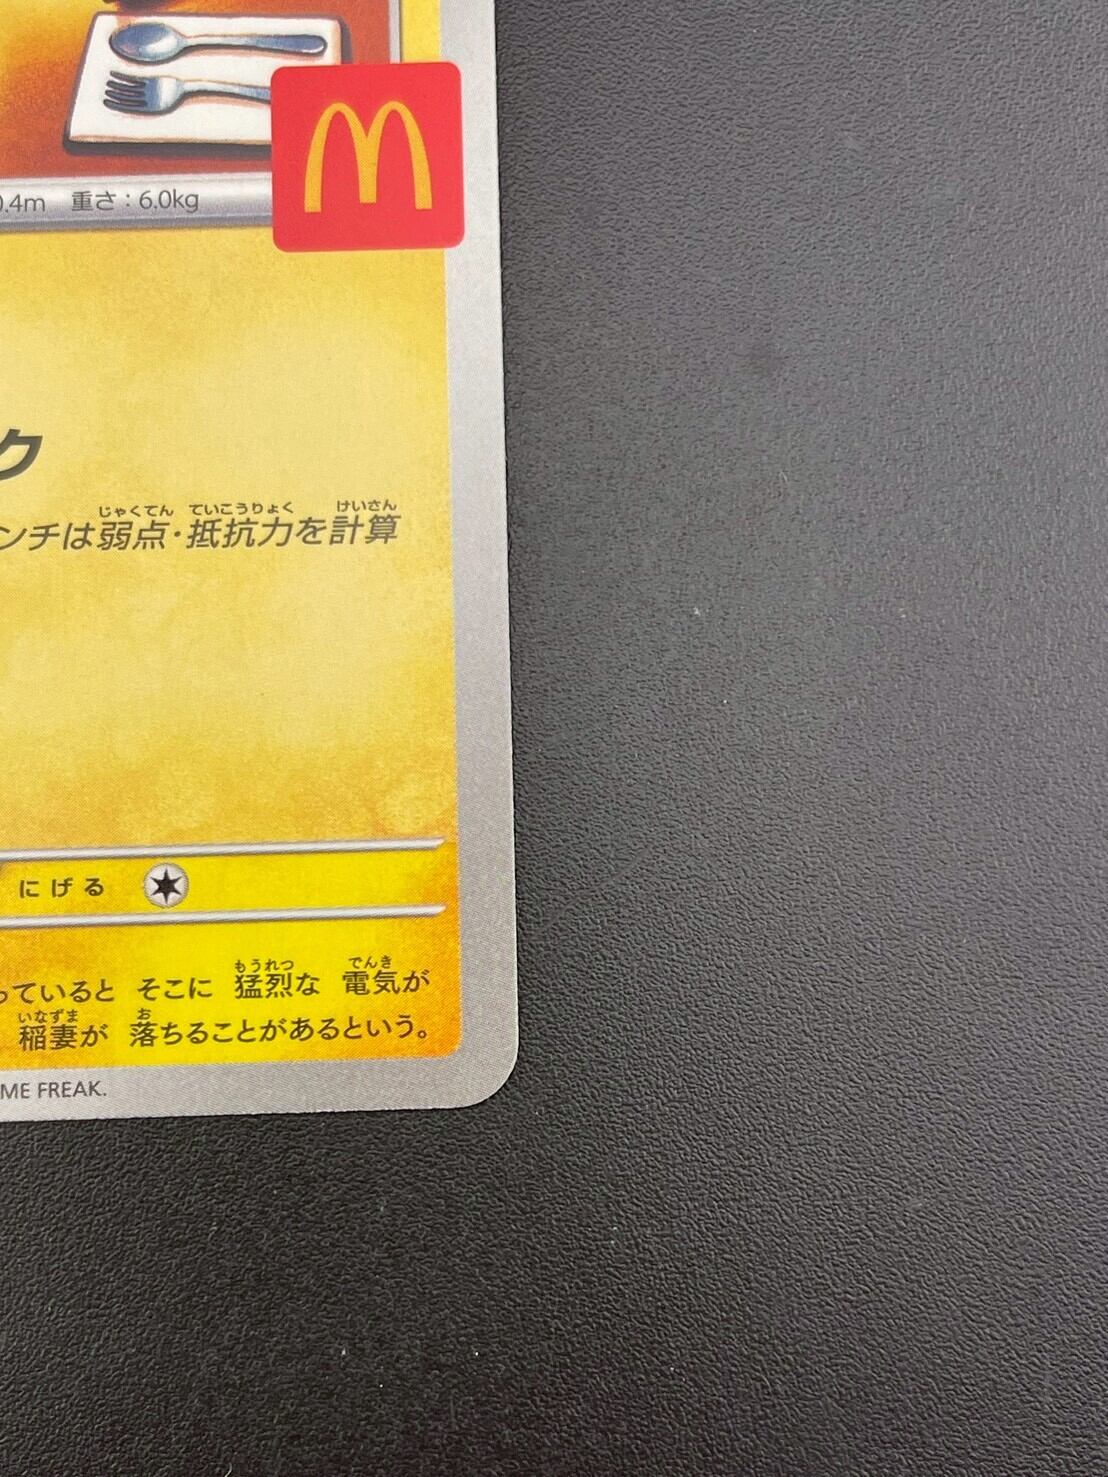 0.4m 重さ：6.0kg
ク
じゃくてん ていこうりょく けいさん
ンチは弱点・抵抗力を計算
にげる
もうれつ でんき
っていると そこに 猛烈な 電気が
いなずま お
稲妻が 落ちることがあるという。
ME FREAK.